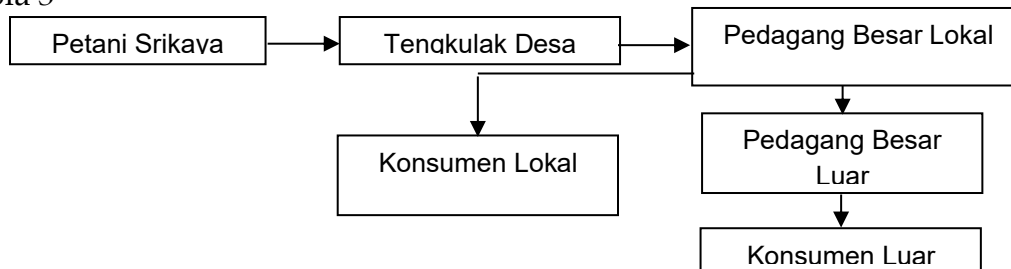 Petani Srikaya
Tengkulak Desa
Pedagang Besar Lokal
Konsumen Lokal
Pedagang Besar
Luar
Konsumen Luar